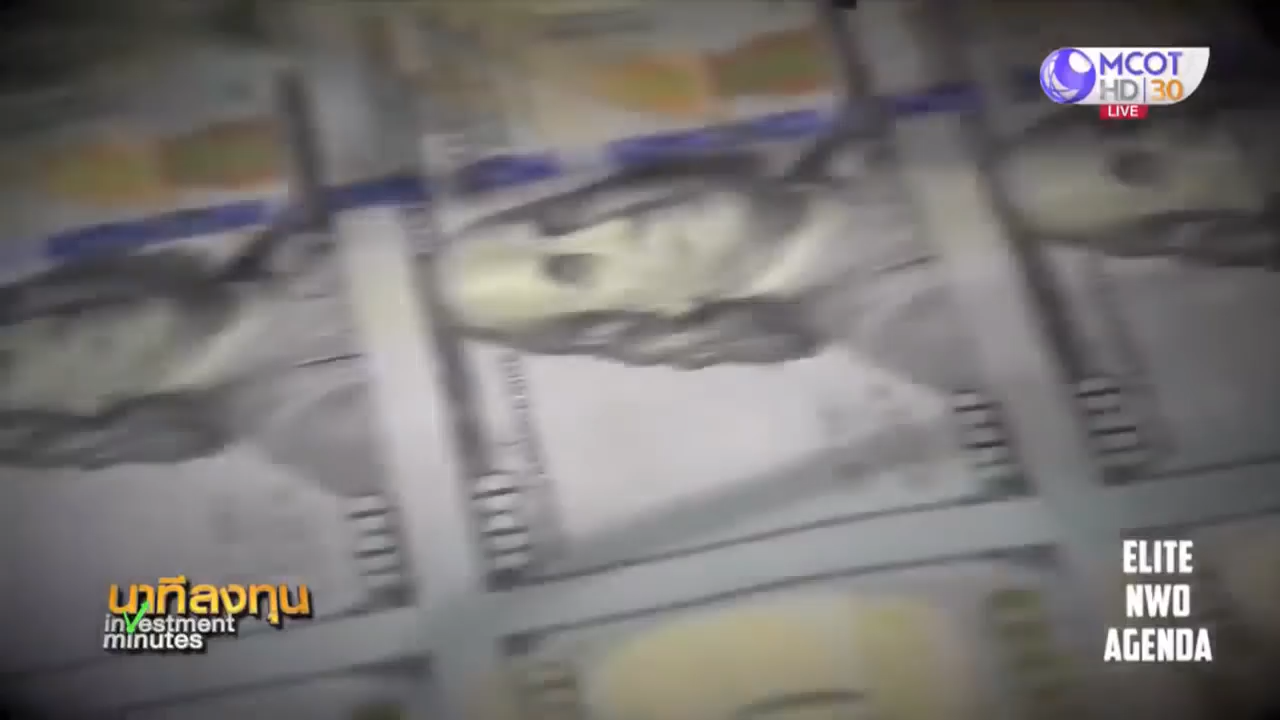 MCOT
HD 30
LIVE
นาทีลงทุน
investment
minutes
ELITE
NWO
AGENDA